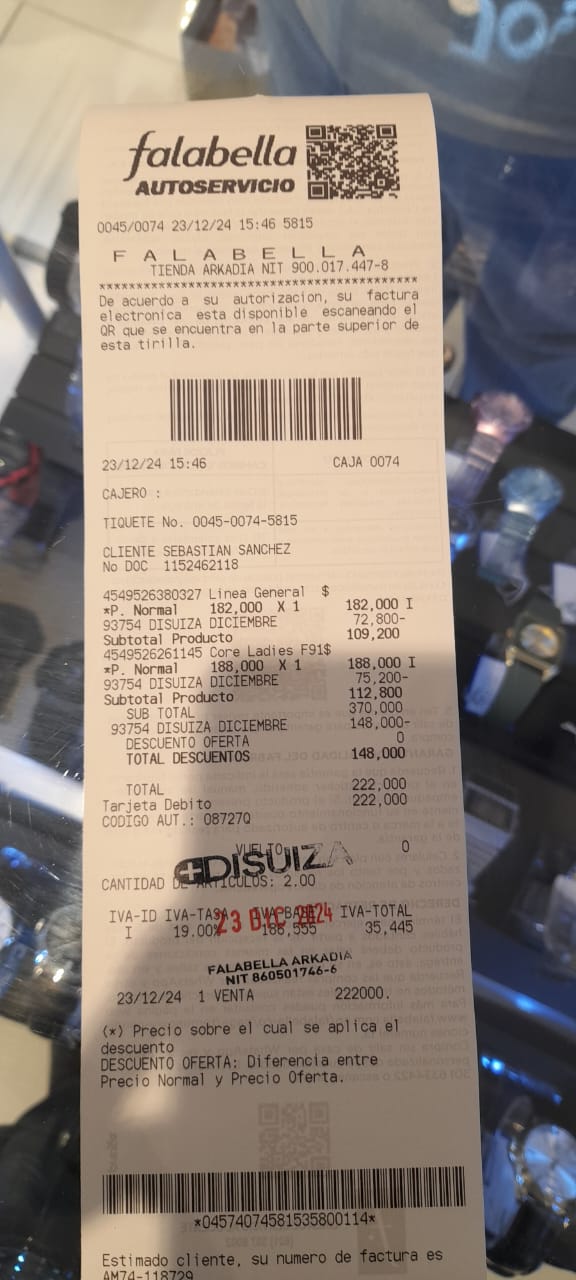 falabella
AUTOSERVICIO
0045/0074 23/12/24 15:46 5815
F A L A B E L L A
TIENDA ARKADIA NIT 900.017.447-8
****************************************
De acuerdo a su autorizacion, su factura
electronica esta disponible escaneando el
QR que se encuentra en la parte superior de
esta tirilla.
23/12/24 15:46 CAJA 0074
CAJERO :
TIQUETE No. 0045-0074-5815
CLIENTE SEBASTIAN SANCHEZ
No DOC 1152462118
4549526380327 Linea General $
*P. Normal 182,000 X 1 182,000 I
93754 DISUIZA DICIEMBRE 72,800-
Subtotal Producto 109,200
4549526261145 Core Ladies F91$
*P. Normal 188,000 X 1 188,000 I
93754 DISUIZA DICIEMBRE 75,200-
Subtotal Producto 112,800
SUB TOTAL 370,000
93754 DISUIZA DICIEMBRE 148,000-
DESCUENTO OFERTA 0
TOTAL DESCUENTOS 148,000
TOTAL 222,000
Tarjeta Debito 222,000
CODIGO AUT.: 08727Q
VUELTO 0
DISUIZA
CANTIDAD DE ARTICULOS: 2.00
IVA-ID IVA-TASA IVA-BASE IVA-TOTAL
23 DIC 2024
I 19.00% 186,555 35,445
FALABELLA ARKADIA
NIT 860501746-6
23/12/24 1 VENTA 222000.
(*) Precio sobre el cual se aplica el
descuento
DESCUENTO OFERTA: Diferencia entre
Precio Normal y Precio Oferta.
*04574074581535800114*
Estimado cliente, su numero de factura es
AM74-118729